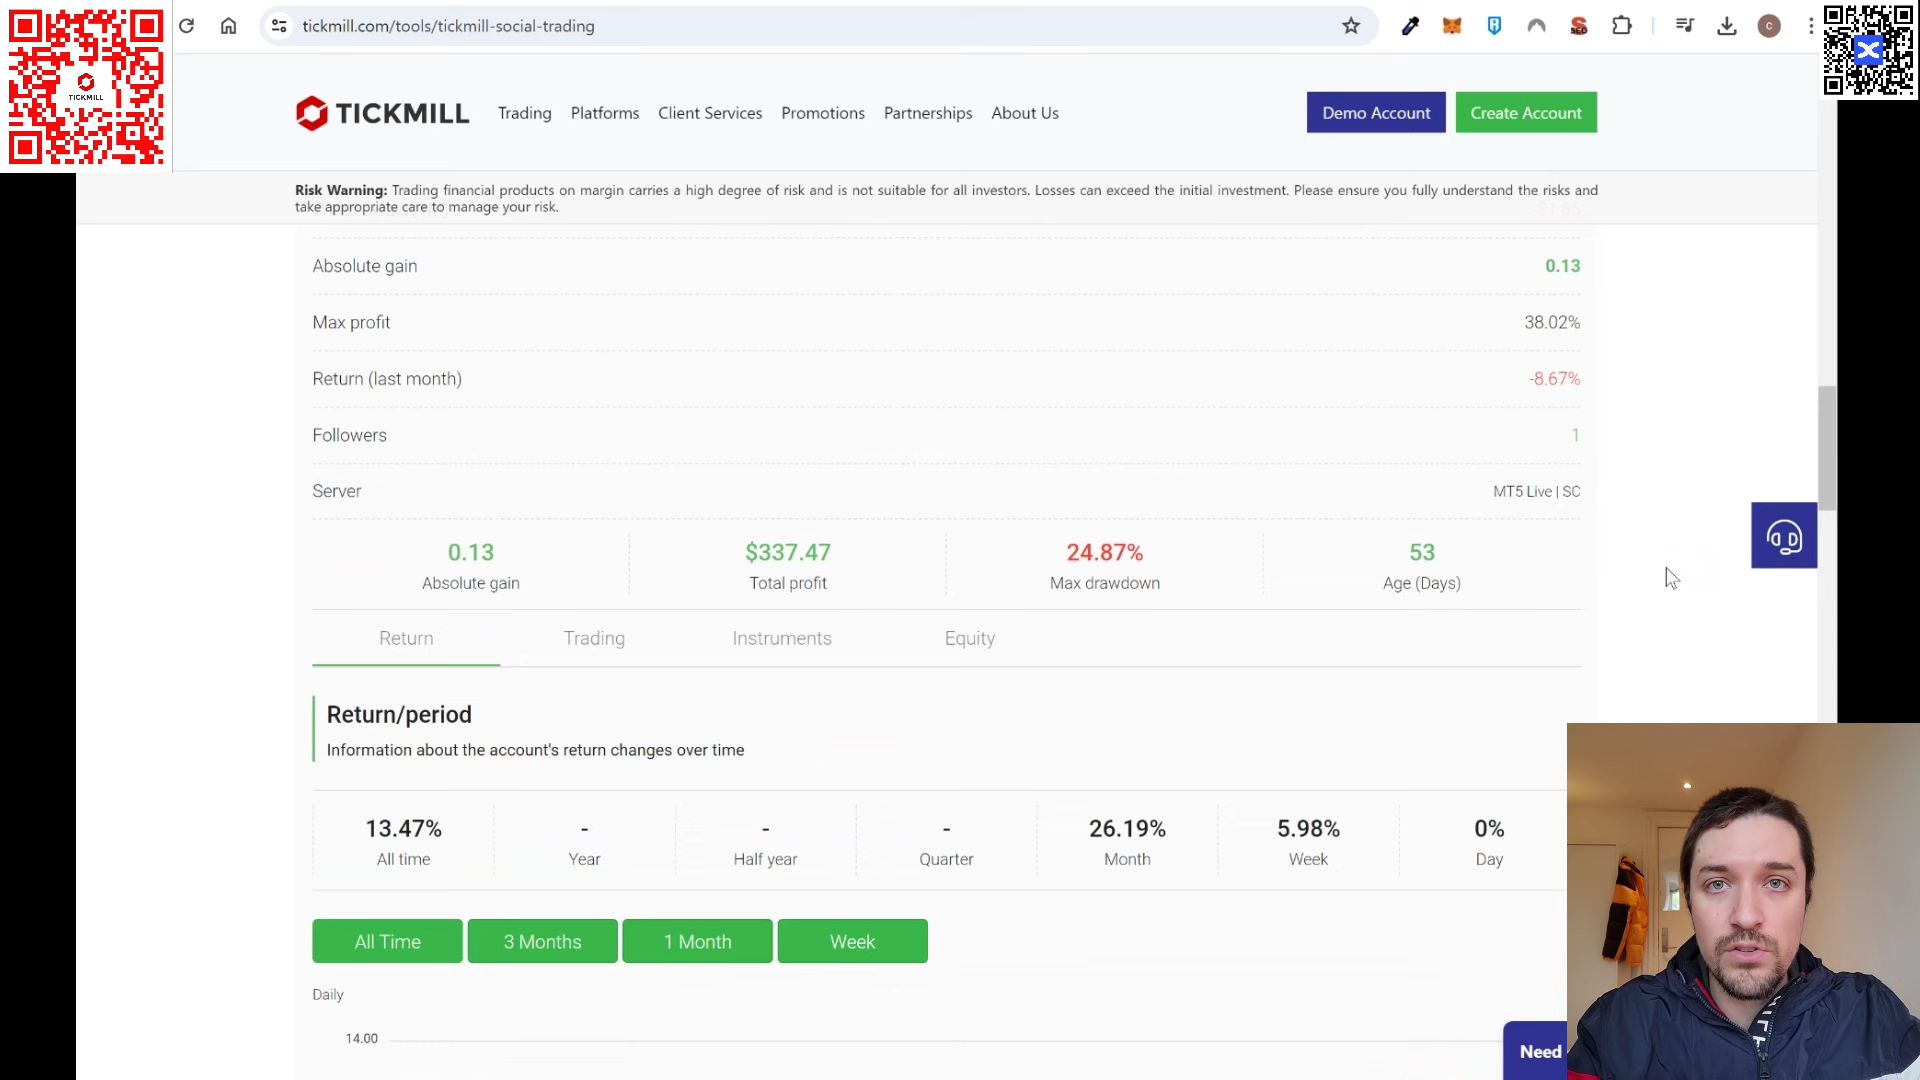 tickmill.com/tools/tickmill-social-trading
SEO
C
TICKMILL
TICKMILL
Trading
Platforms
Client Services
Promotions
Partnerships
About Us
Demo Account
Create Account
Risk Warning: Trading financial products on margin carries a high degree of risk and is not suitable for all investors. Losses can exceed the initial investment. Please ensure you fully understand the risks and
take appropriate care to manage your risk.
Absolute gain
0.13
Max profit
38.02%
Return (last month)
-8.67%
Followers
1
Server
MT5 Live | SC
0.13
Absolute gain
$337.47
Total profit
24.87%
Max drawdown
53
Age (Days)
Return
Trading
Instruments
Equity
Return/period
Information about the account's return changes over time
13.47%
All time
-
Year
-
Half year
-
Quarter
26.19%
Month
5.98%
Week
0%
Day
All Time
3 Months
1 Month
Week
Daily
14.00
Need